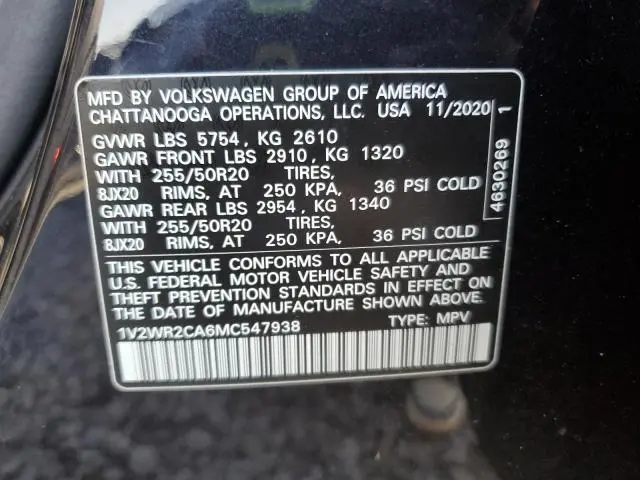 MFD BY VOLKSWAGEN GROUP OF AMERICA
CHATTANOOGA OPERATIONS, LLC. USA 11/2020
GVWR LBS 5754, KG 2610
GAWR FRONT LBS 2910, KG 1320
WITH 255/50R20 TIRES,
8JX20 RIMS, AT 250 KPA, 36 PSI COLD
GAWR REAR LBS 2954, KG 1340
WITH 255/50R20 TIRES,
8JX20 RIMS, AT 250 KPA, 36 PSI COLD
THIS VEHICLE CONFORMS TO ALL APPLICABLE
U.S. FEDERAL MOTOR VEHICLE SAFETY AND
THEFT PREVENTION STANDARDS IN EFFECT ON
THE DATE OF MANUFACTURE SHOWN ABOVE.
1V2WR2CA6MC547938 TYPE: MPV
4630269 1